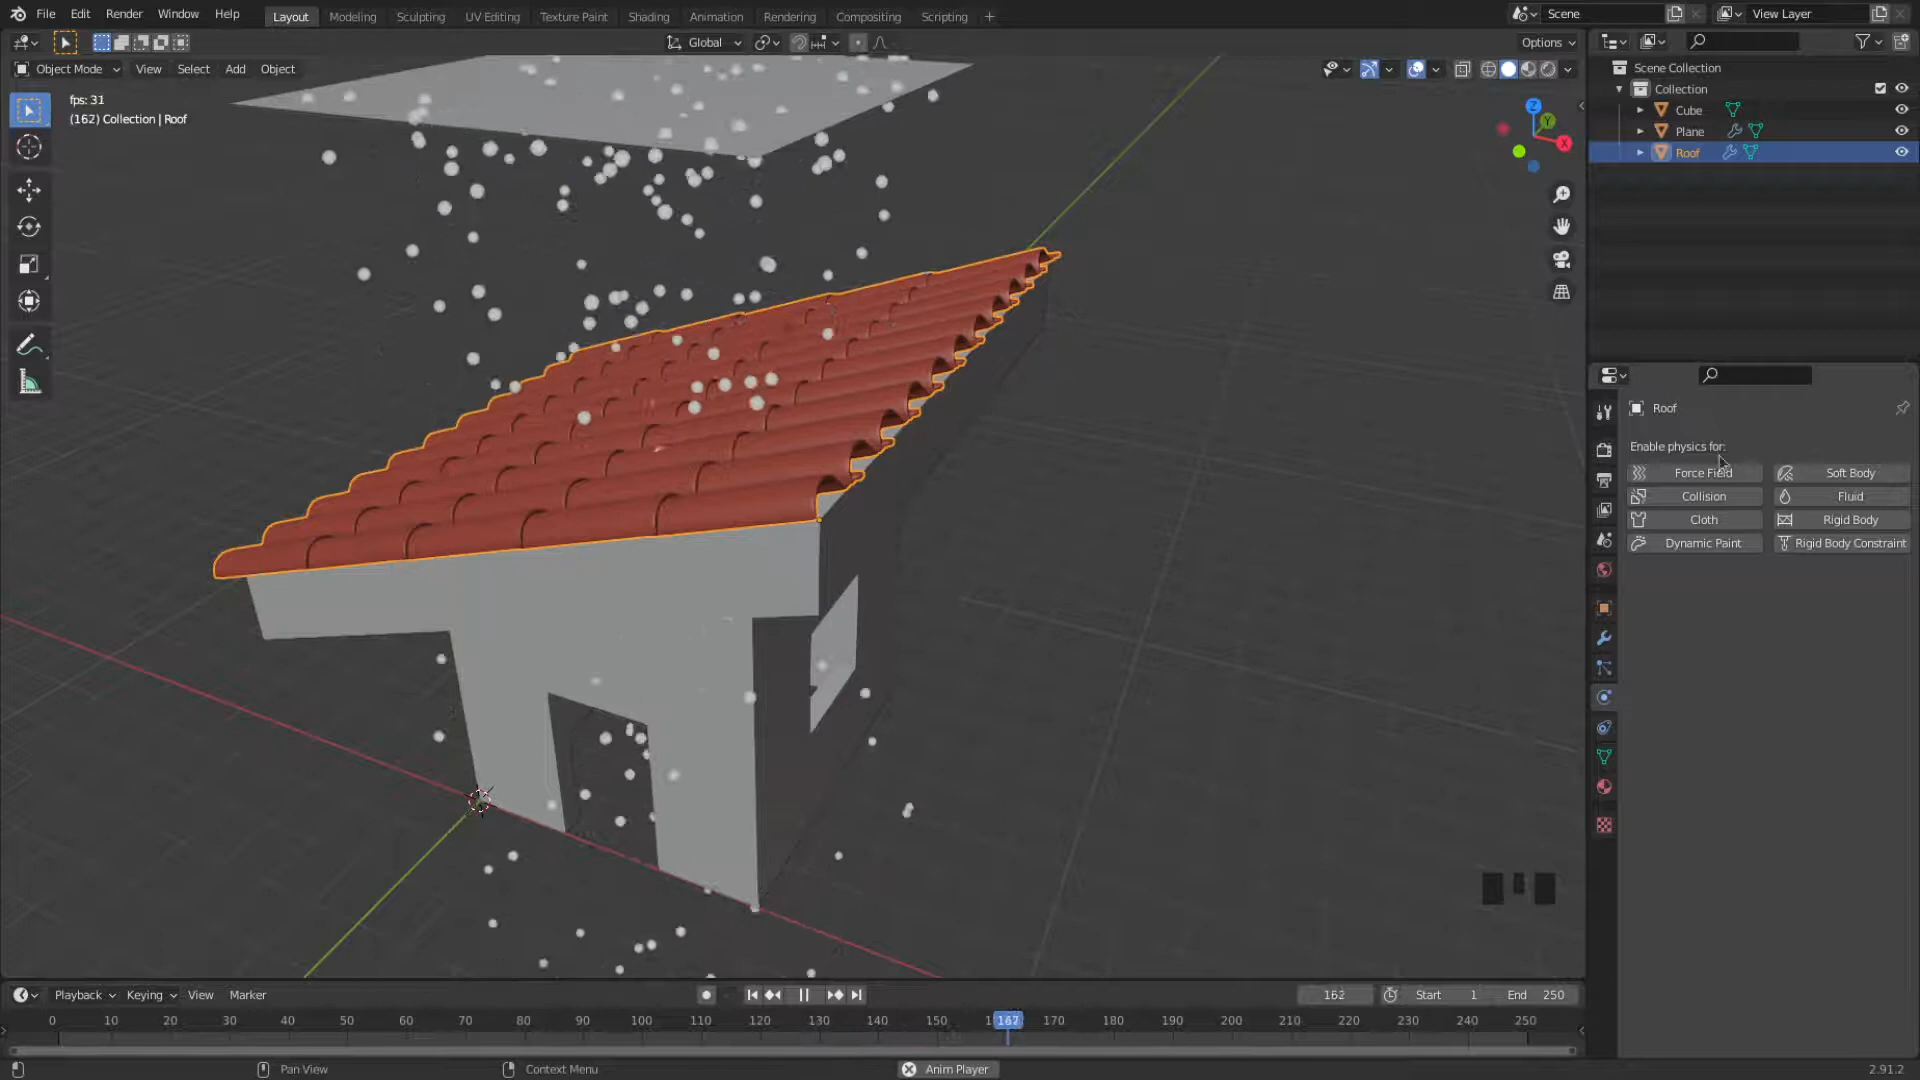 File Edit Render Window Help Layout Modeling Sculpting UV Editing Texture Paint Shading Animation Rendering Compositing Scripting + Scene View Layer
Global Options
Object Mode View Select Add Object
fps: 31
(162) Collection | Roof
Z
Y
X
Scene Collection
Collection
Cube
Plane
Roof
Roof
Enable physics for:
Force Field Soft Body
Collision Fluid
Cloth Rigid Body
Dynamic Paint Rigid Body Constraint
Playback Keying View Marker 162 Start 1 End 250
0 10 20 30 40 50 60 70 80 90 100 110 120 130 140 150 167 170 180 190 200 210 220 230 240 250
Pan View Context Menu Anim Player 2.91.2